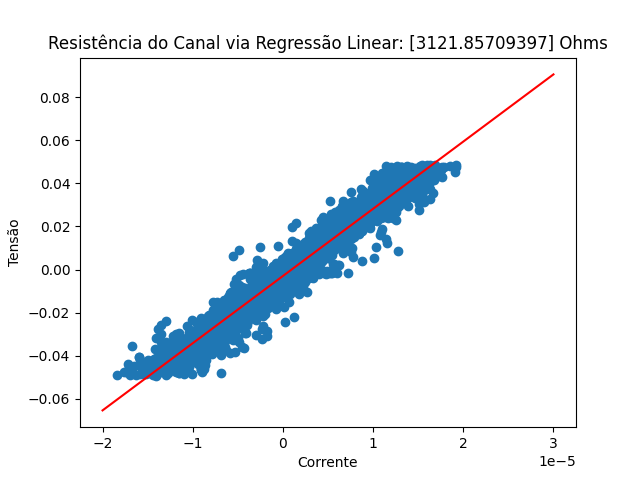 Resistência do Canal via Regressão Linear: [3121.85709397] Ohms
Tensão
0.08
0.06
0.04
0.02
0.00
−0.02
−0.04
−0.06
−2 −1 0 1 2 3
1e−5
Corrente